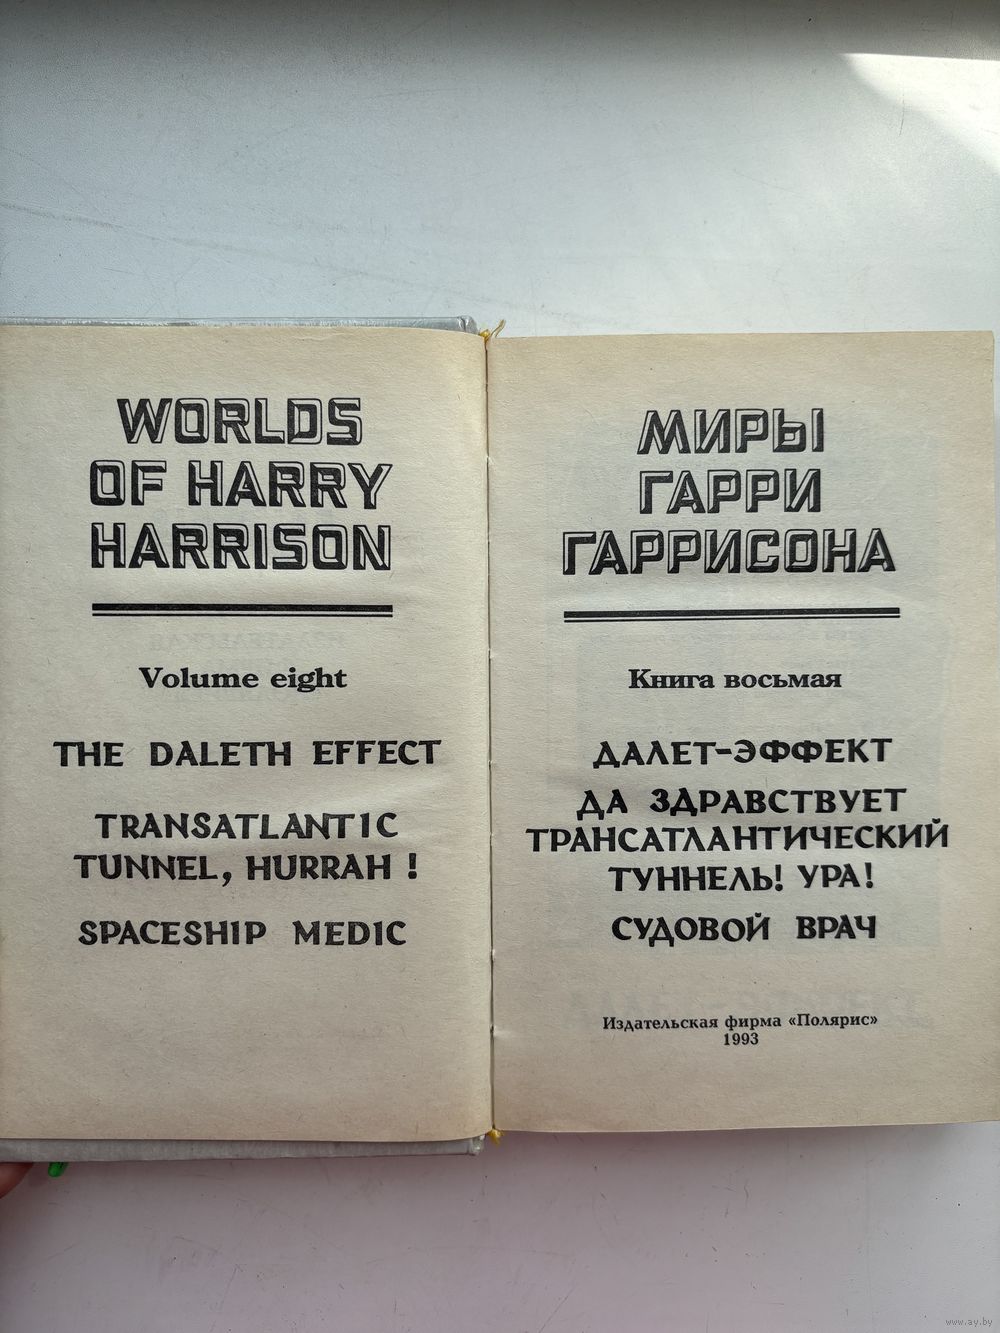 WORLDS
OF HARRY
HARRISON
Volume eight
THE DALETH EFFECT
TRANSATLANTIC
TUNNEL, HURRAH !
SPACESHIP MEDIC
МИРЫ
ГАРРИ
ГАРРИСОНА
Книга восьмая
ДАЛЕТ-ЭФФЕКТ
ДА ЗДРАВСТВУЕТ
ТРАНСАТЛАНТИЧЕСКИЙ
ТУННЕЛЬ! УРА!
СУДОВОЙ ВРАЧ
Издательская фирма «Полярис»
1993
www.ay.by